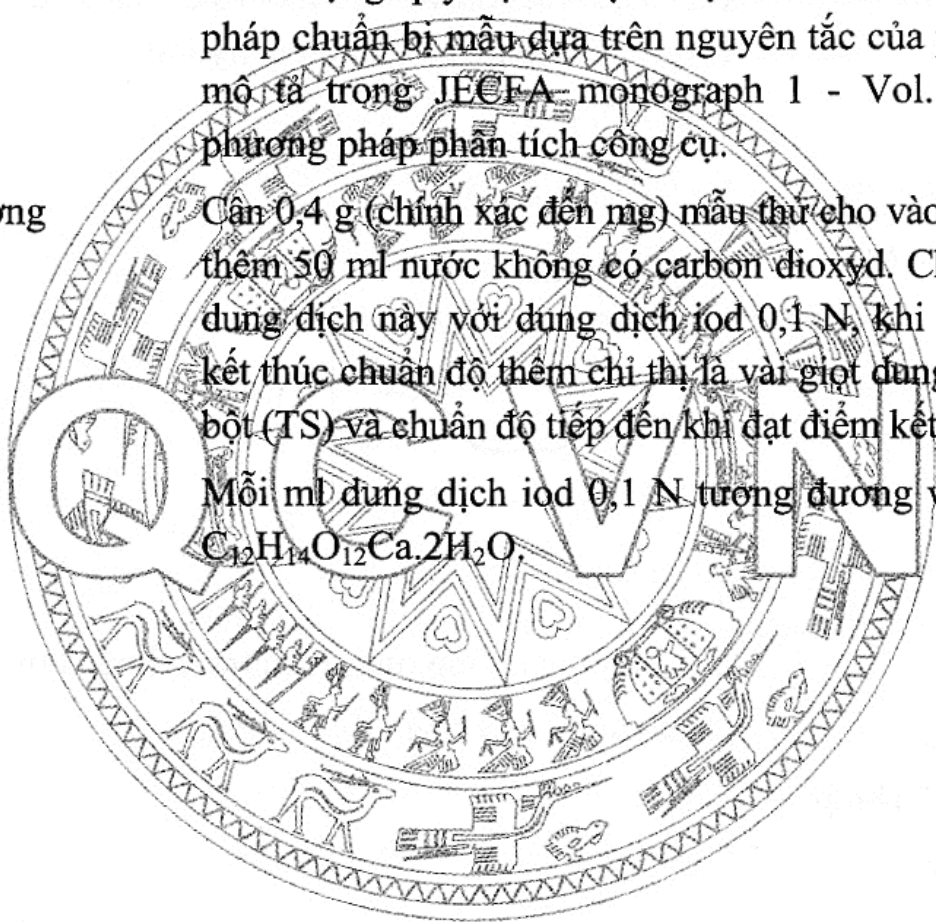 pháp chuẩn bị mẫu dựa trên nguyên tắc của
mô tả trong JECFA monograph 1 - Vol.
phương pháp phân tích công cụ.
Cân 0,4 g (chính xác đến mg) mẫu thử cho vào
thêm 50 ml nước không có carbon dioxyd.
dung dịch này với dung dịch iod 0,1 N, khi
kết thúc chuẩn độ thêm chỉ thị là vài giọt dung
bột (TS) và chuẩn độ tiếp đến khi đạt điểm kết
Mỗi ml dung dịch iod 0,1 N tương đương
C₁₂H₁₄O₁₂Ca.2H₂O.
QCVN